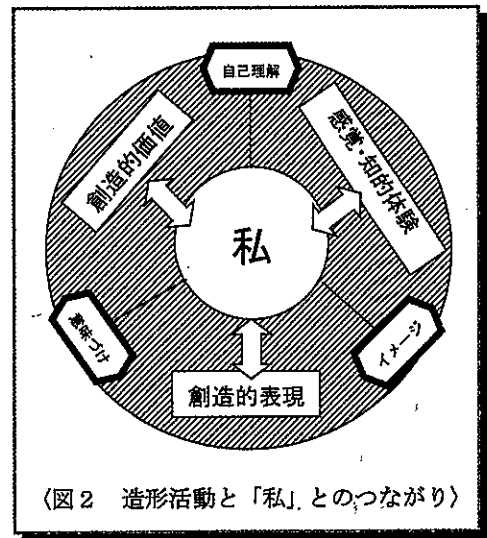 自己理解
創造的価値
感覚・知的体験
私
意味づけ
イメージ
創造的表現
〈図2 造形活動と「私」とのつながり〉